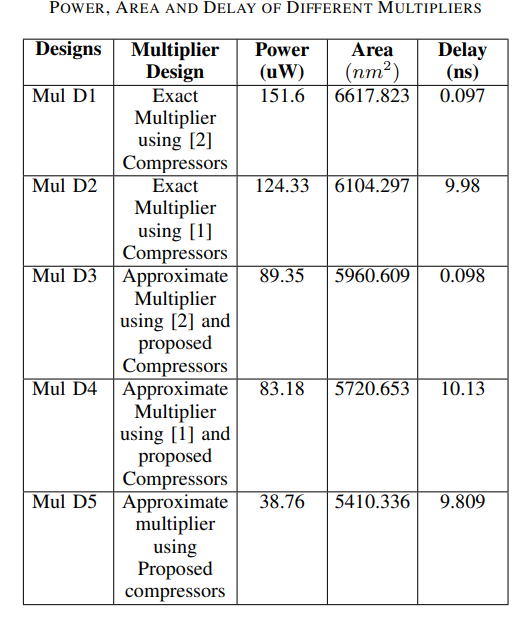 POWER, AREA AND DELAY OF DIFFERENT MULTIPLIERS
Designs Multiplier Design Power (uW) Area (nm²) Delay (ns)
Mul D1 Exact Multiplier using [2] Compressors 151.6 6617.823 0.097
Mul D2 Exact Multiplier using [1] Compressors 124.33 6104.297 9.98
Mul D3 Approximate Multiplier using [2] and proposed Compressors 89.35 5960.609 0.098
Mul D4 Approximate Multiplier using [1] and proposed Compressors 83.18 5720.653 10.13
Mul D5 Approximate multiplier using Proposed compressors 38.76 5410.336 9.809